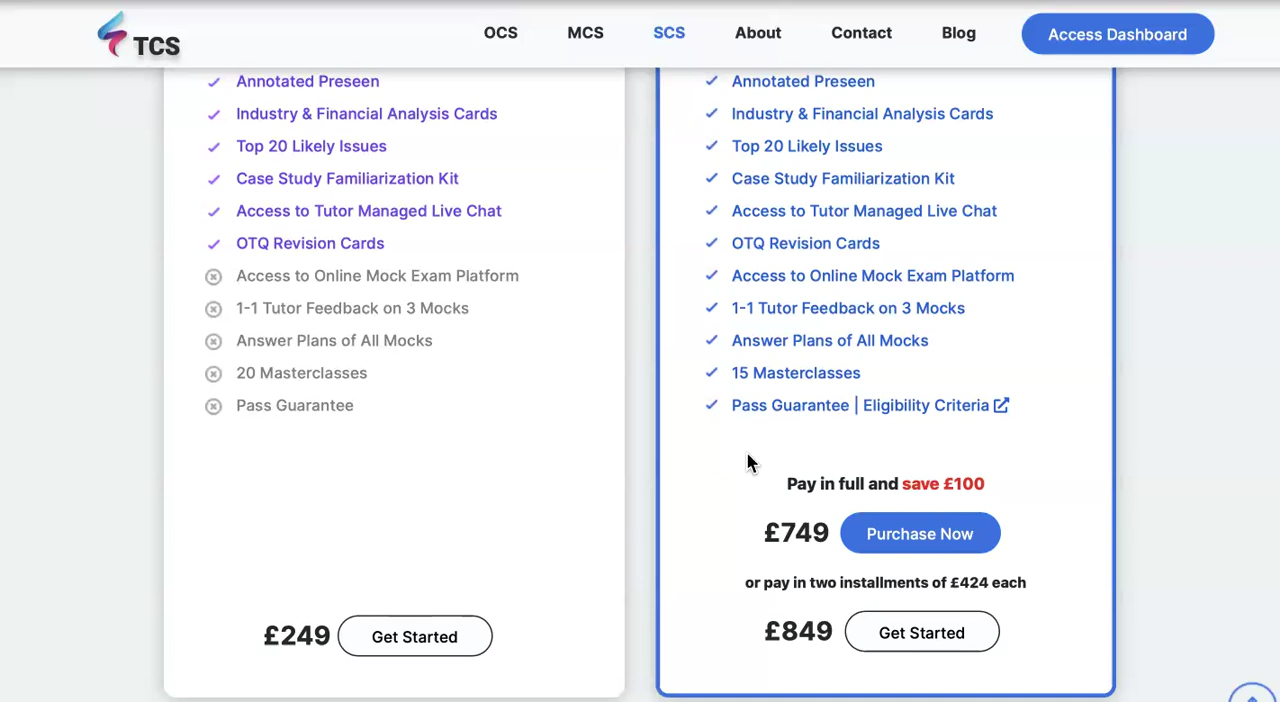 TCS
OCS
MCS
SCS
About
Contact
Blog
Access Dashboard
Annotated Preseen
Industry & Financial Analysis Cards
Top 20 Likely Issues
Case Study Familiarization Kit
Access to Tutor Managed Live Chat
OTQ Revision Cards
Access to Online Mock Exam Platform
1-1 Tutor Feedback on 3 Mocks
Answer Plans of All Mocks
20 Masterclasses
Pass Guarantee
£249
Get Started
Annotated Preseen
Industry & Financial Analysis Cards
Top 20 Likely Issues
Case Study Familiarization Kit
Access to Tutor Managed Live Chat
OTQ Revision Cards
Access to Online Mock Exam Platform
1-1 Tutor Feedback on 3 Mocks
Answer Plans of All Mocks
15 Masterclasses
Pass Guarantee | Eligibility Criteria
Pay in full and save £100
£749
Purchase Now
or pay in two installments of £424 each
£849
Get Started